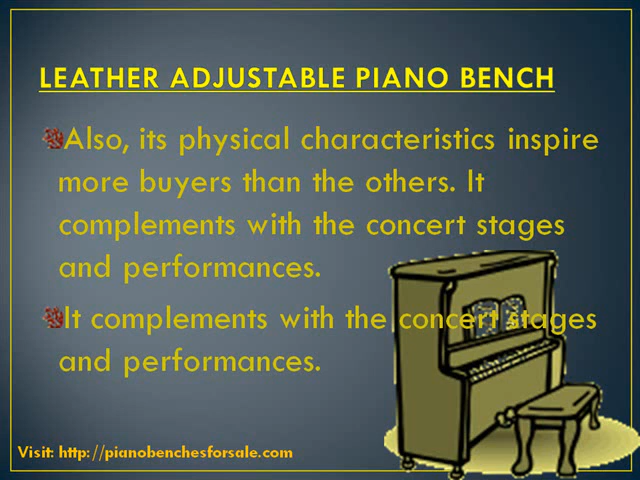 LEATHER ADJUSTABLE PIANO BENCH
Also, its physical characteristics inspire
more buyers than the others. It
complements with the concert stages
and performances.
It complements with the concert stages
and performances.
Visit: http://pianobenchesforsale.com